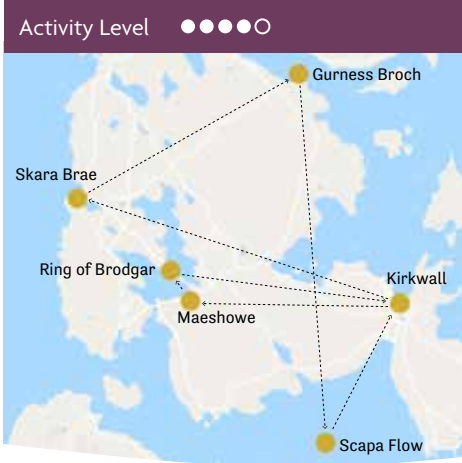 Activity Level
Gurness Broch
Skara Brae
Ring of Brodgar
Kirkwall
Maeshowe
Scapa Flow